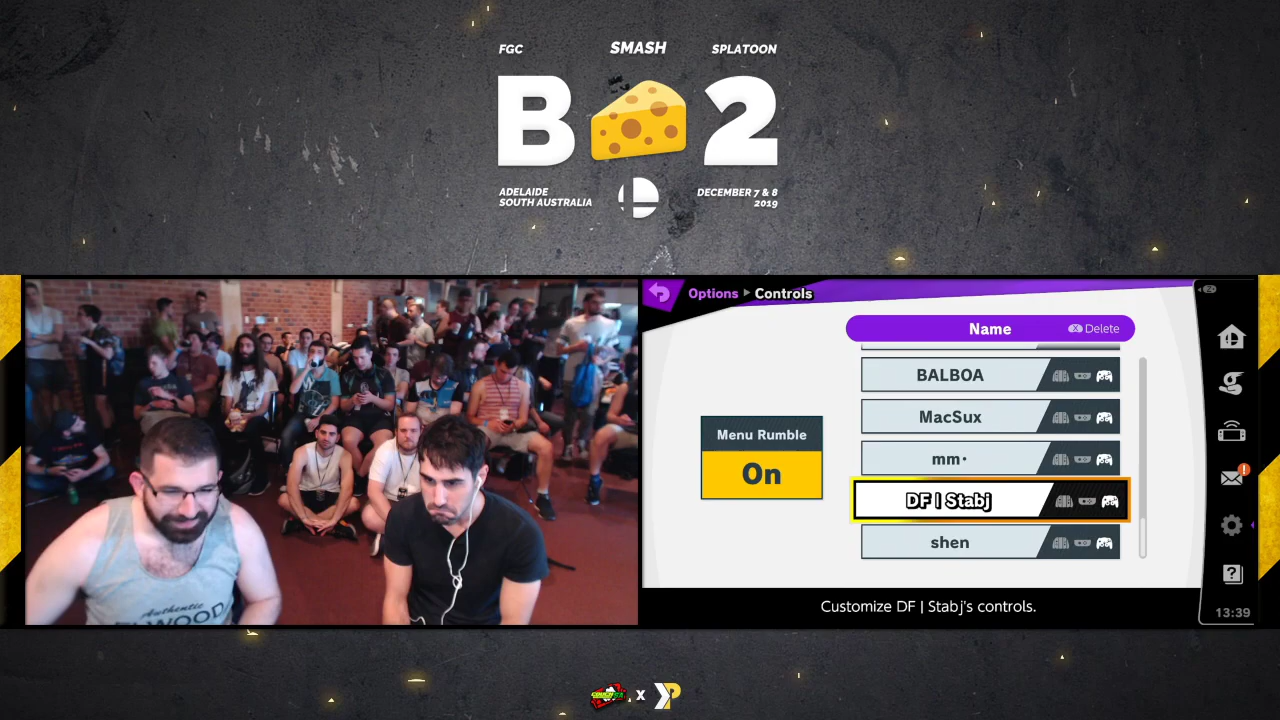 FGC SMASH SPLATOON
B 2
ADELAIDE
SOUTH AUSTRALIA
DECEMBER 7 & 8
2019
Options ▸ Controls
Name
X Delete
BALBOA
MacSux
Menu Rumble
On
mm·
DF | Stabj
shen
Customize DF | Stabj's controls.
13:39
Authentic
X